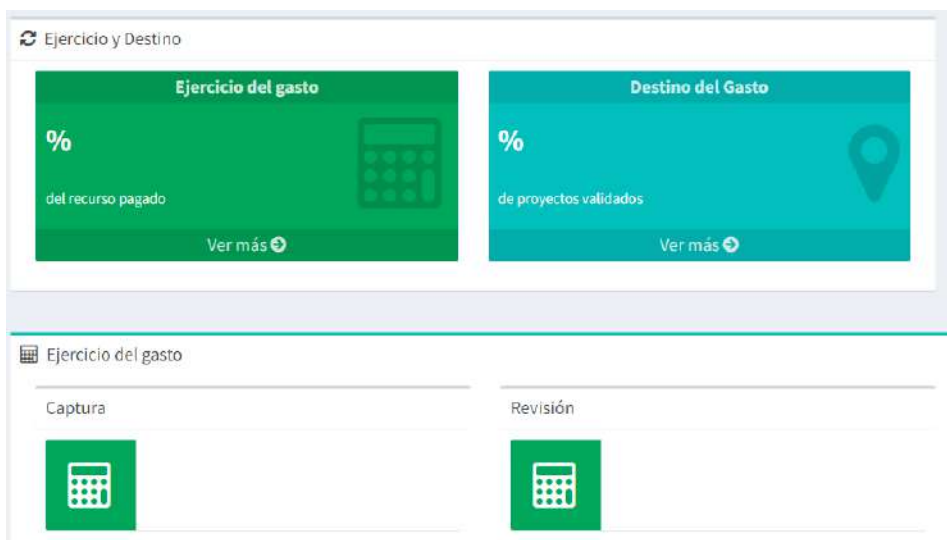 Ejercicio y Destino
Ejercicio del gasto
%
del recurso pagado
Ver más
Destino del Gasto
%
de proyectos validados
Ver más
Ejercicio del gasto
Captura
Revisión